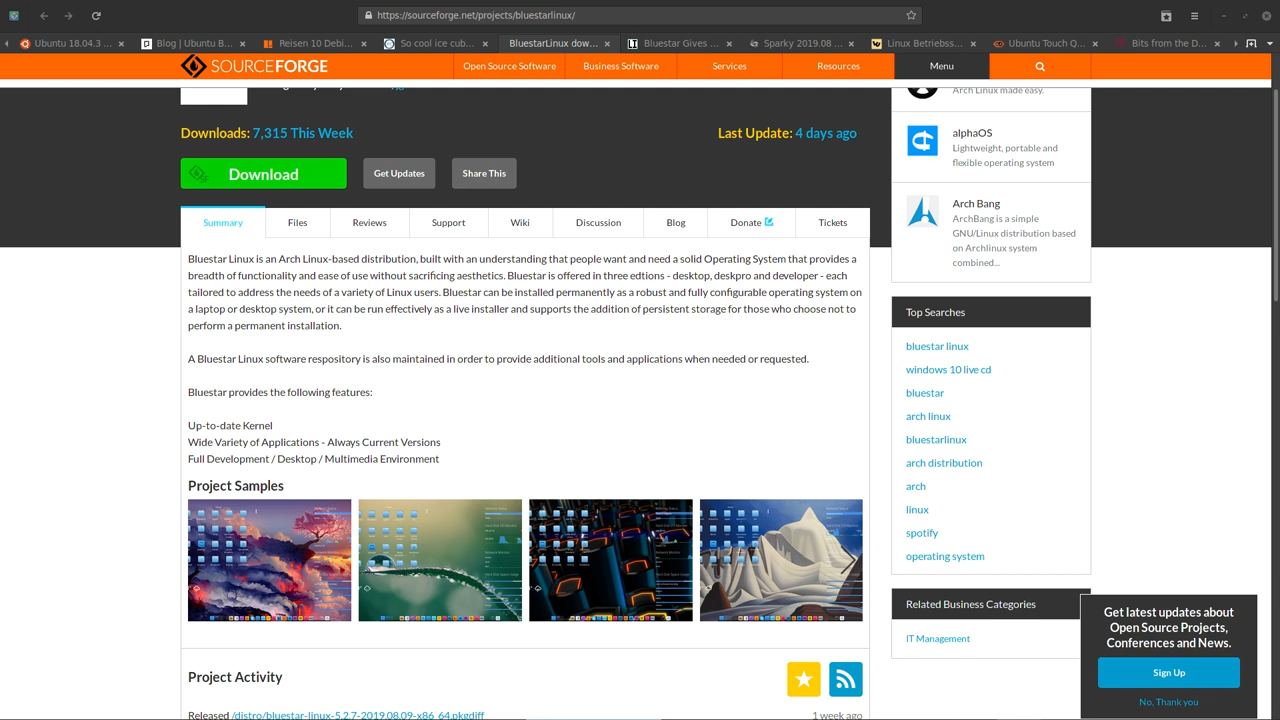 https://sourceforge.net/projects/bluestarlinux/
Ubuntu 18.04.3 ...
Blog | Ubuntu B...
Reisen 10 Debi...
So cool ice cub...
BluestarLinux dow...
Bluestar Gives ...
Sparky 2019.08 ...
Linux Betriebss...
Ubuntu Touch Q...
Bits from the D...
SOURCEFORGE
Open Source Software
Business Software
Services
Resources
Menu
Arch Linux made easy.
Downloads: 7,315 This Week
Last Update: 4 days ago
alphaOS
Lightweight, portable and
flexible operating system
Download
Get Updates
Share This
Arch Bang
ArchBang is a simple
GNU/Linux distribution based
on Archlinux system
combined...
Summary
Files
Reviews
Support
Wiki
Discussion
Blog
Donate
Tickets
Bluestar Linux is an Arch Linux-based distribution, built with an understanding that people want and need a solid Operating System that provides a
breadth of functionality and ease of use without sacrificing aesthetics. Bluestar is offered in three edtions - desktop, deskpro and developer - each
tailored to address the needs of a variety of Linux users. Bluestar can be installed permanently as a robust and fully configurable operating system on
a laptop or desktop system, or it can be run effectively as a live installer and supports the addition of persistent storage for those who choose not to
perform a permanent installation.
A Bluestar Linux software respository is also maintained in order to provide additional tools and applications when needed or requested.
Bluestar provides the following features:
Up-to-date Kernel
Wide Variety of Applications - Always Current Versions
Full Development / Desktop / Multimedia Environment
Project Samples
Top Searches
bluestar linux
windows 10 live cd
bluestar
arch linux
bluestarlinux
arch distribution
arch
linux
spotify
operating system
Related Business Categories
IT Management
Get latest updates about
Open Source Projects,
Conferences and News.
Sign Up
No, Thank you
Project Activity
Released /distro/bluestar-linux-5.2.7-2019.08.09-x86_64.pkgdiff
1 week ago